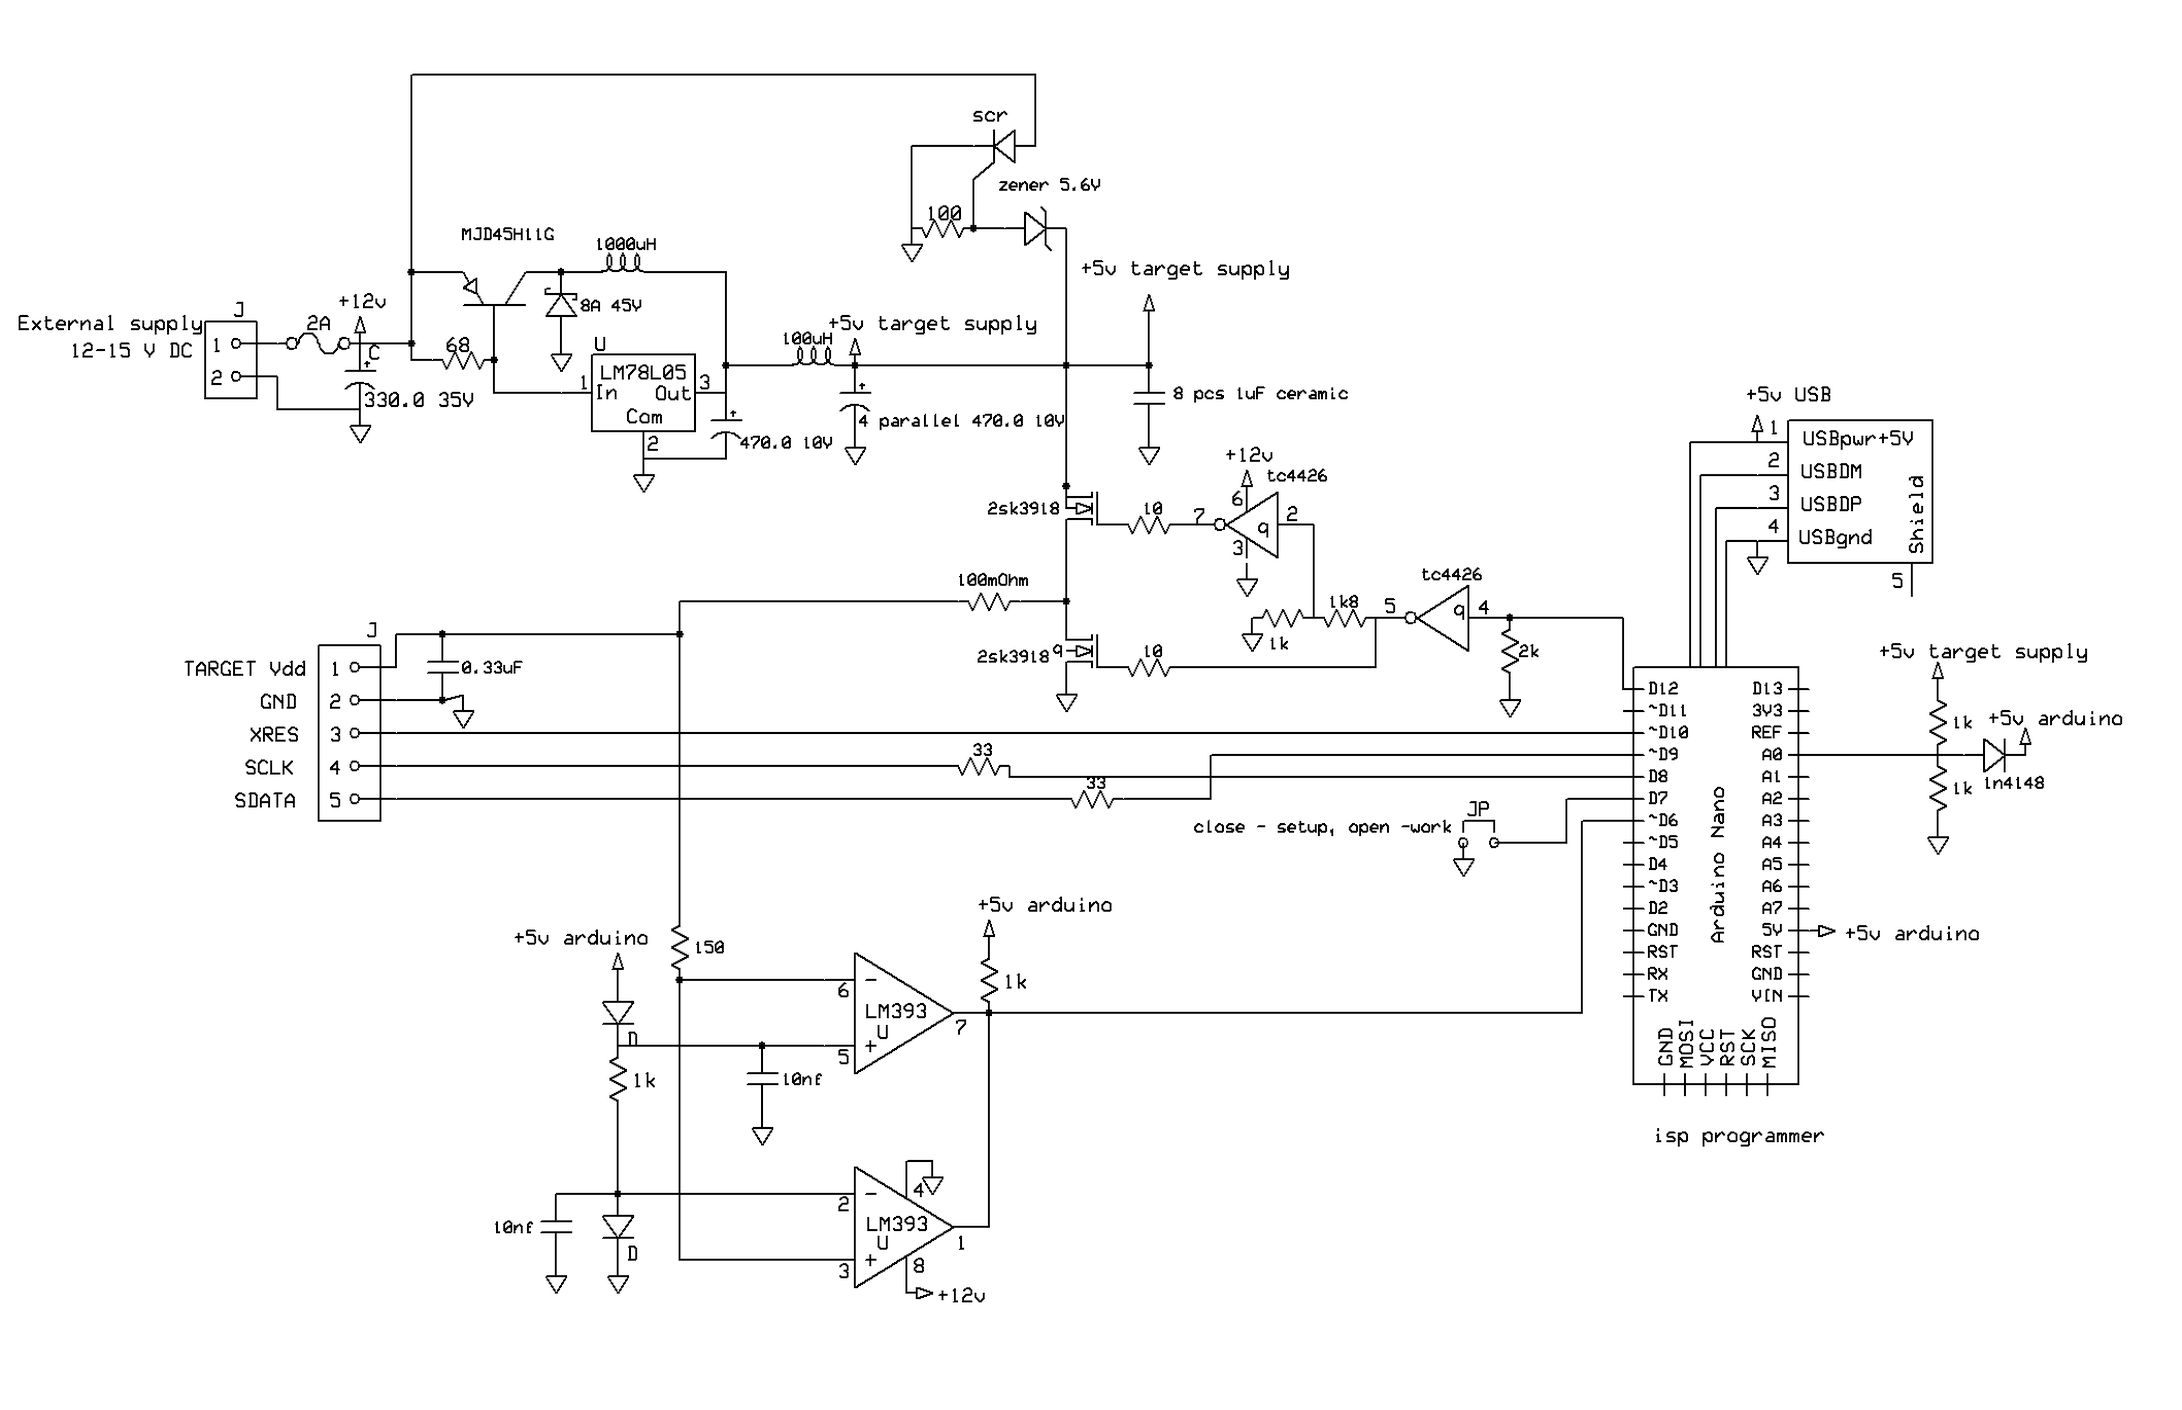 scr
zener 5.6V
100
MJD45H11G
1000uH
+5v target supply
8A 45V
J
External supply
12-15 V DC
1
2
2A
+12v
C
+
330.0 35V
68
U
LM78L05
1
In
Out
3
Com
2
+
470.0 10V
100uH
+5v target supply
+
4 parallel 470.0 10V
8 pcs 1uF ceramic
+5v USB
1
USBpwr+5V
2
USBDM
3
USBDP
4
USBgnd
Shield
5
+12v
tc4426
6
7
q
2
3
2sk3918
10
tc4426
5
q
4
1k8
1k
2k
100mOhm
2sk3918
q
10
J
TARGET Vdd
1
0.33uF
GND
2
XRES
3
SCLK
4
33
SDATA
5
33
JP
close - setup, open -work
D12
~D11
~D10
~D9
D8
D7
~D6
~D5
D4
~D3
D2
GND
RST
RX
TX
Arduino Nano
D13
3V3
REF
A0
A1
A2
A3
A4
A5
A6
A7
5V
RST
GND
VIN
GND
MOSI
VCC
RST
SCK
MISO
isp programmer
+5v target supply
1k
+5v arduino
1k
1n4148
+5v arduino
+5v arduino
+5v arduino
150
1k
6
-
LM393
U
7
5
+
D
1k
10nf
4
2
-
LM393
U
1
10nf
D
3
+
8
+12v